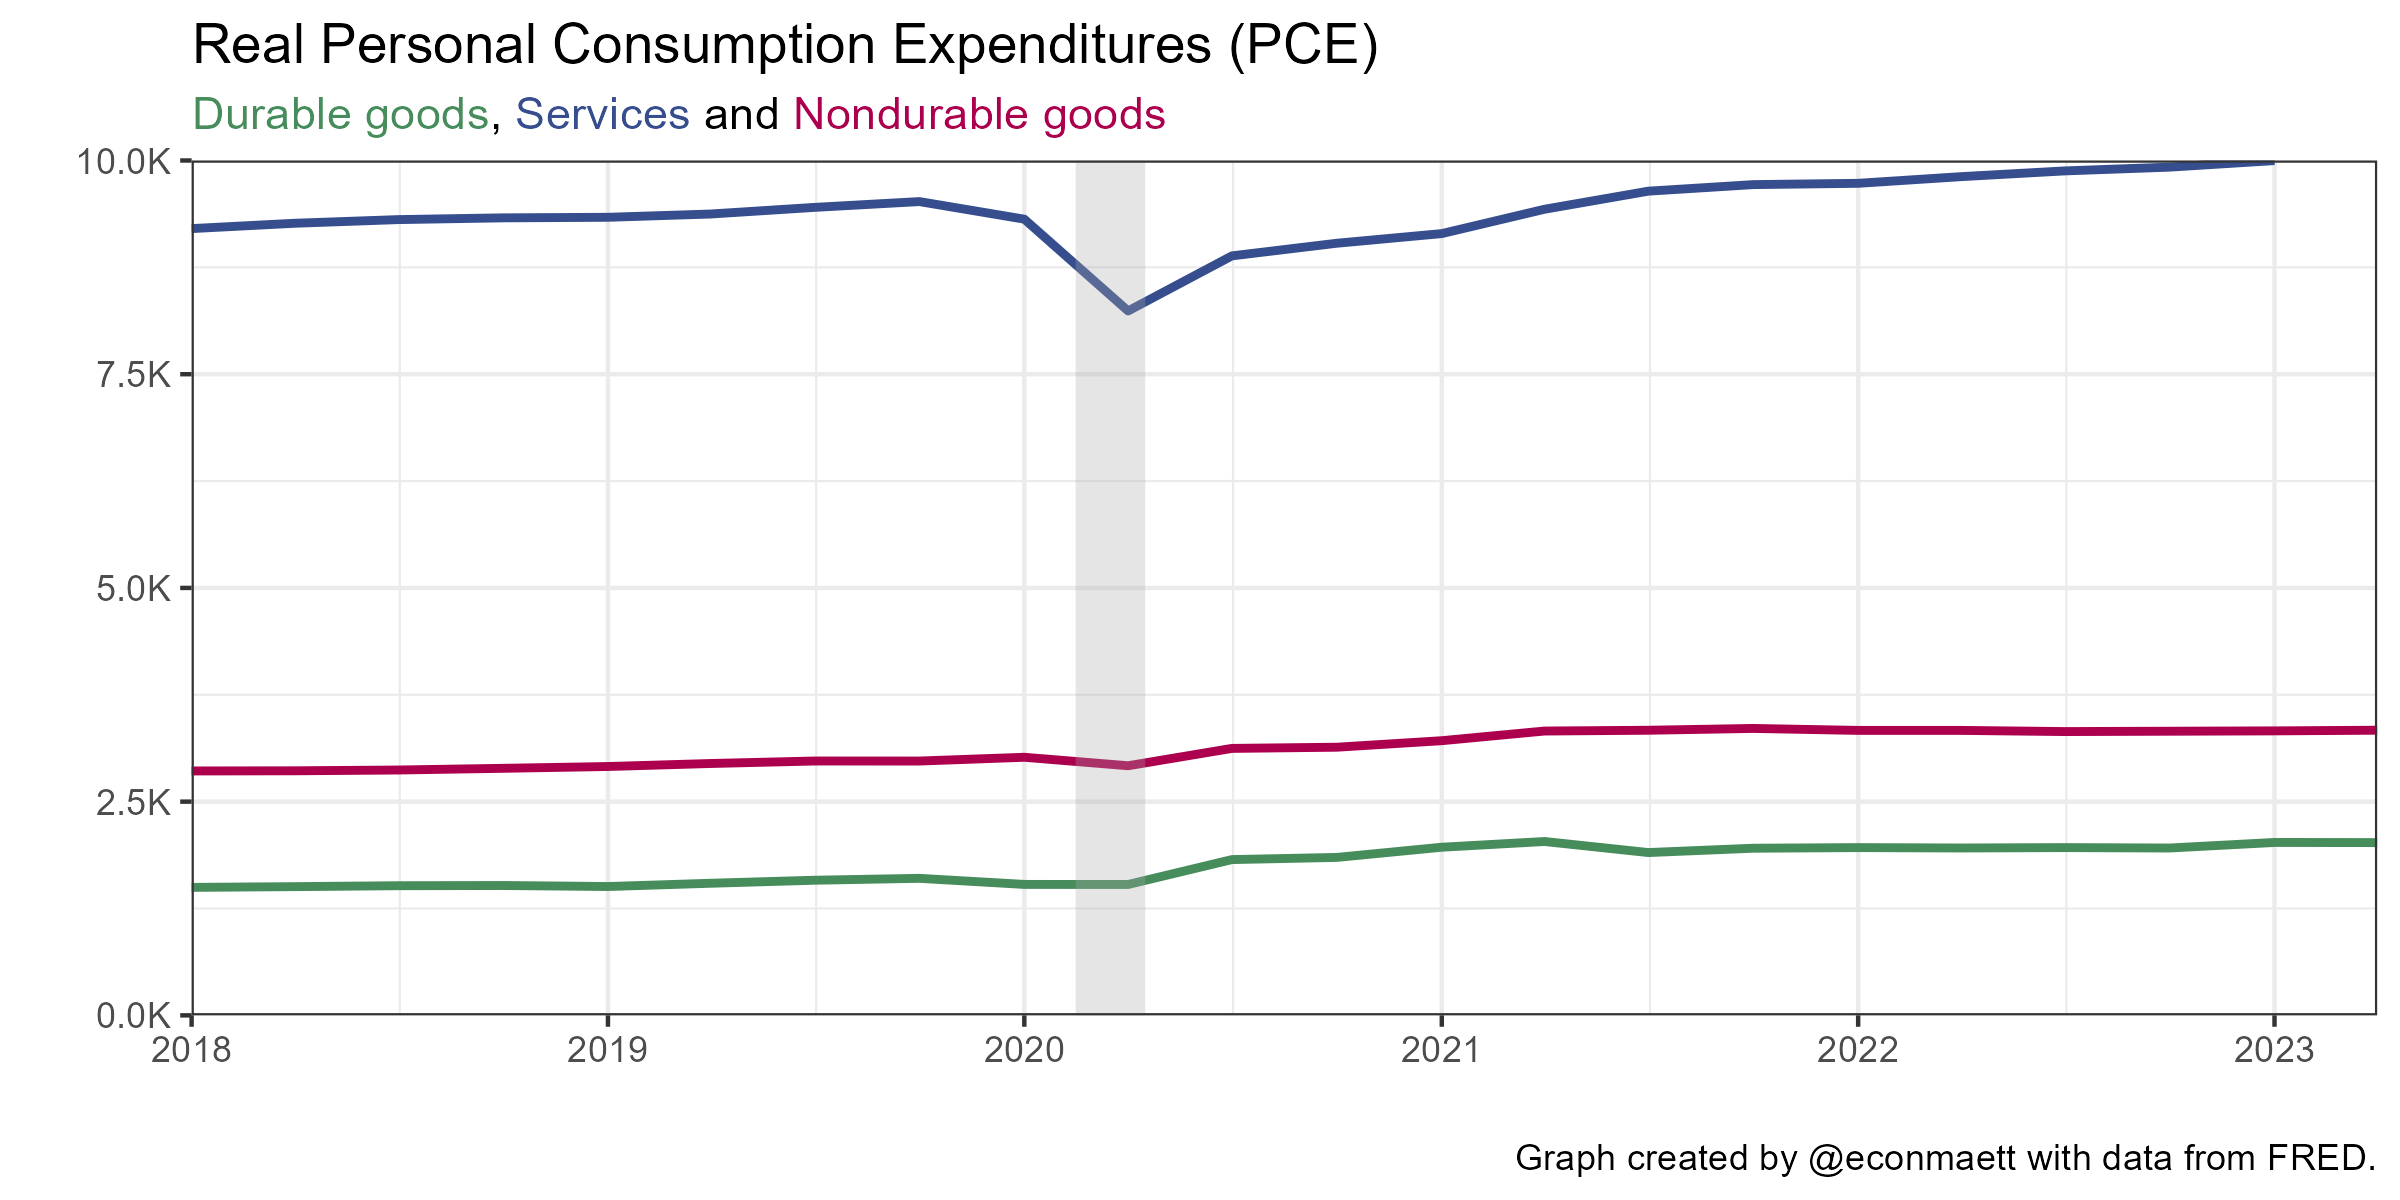 Real Personal Consumption Expenditures (PCE)
Durable goods, Services and Nondurable goods
10.0K
7.5K
5.0K
2.5K
0.0K
2018 2019 2020 2021 2022 2023
Graph created by @econmaett with data from FRED.